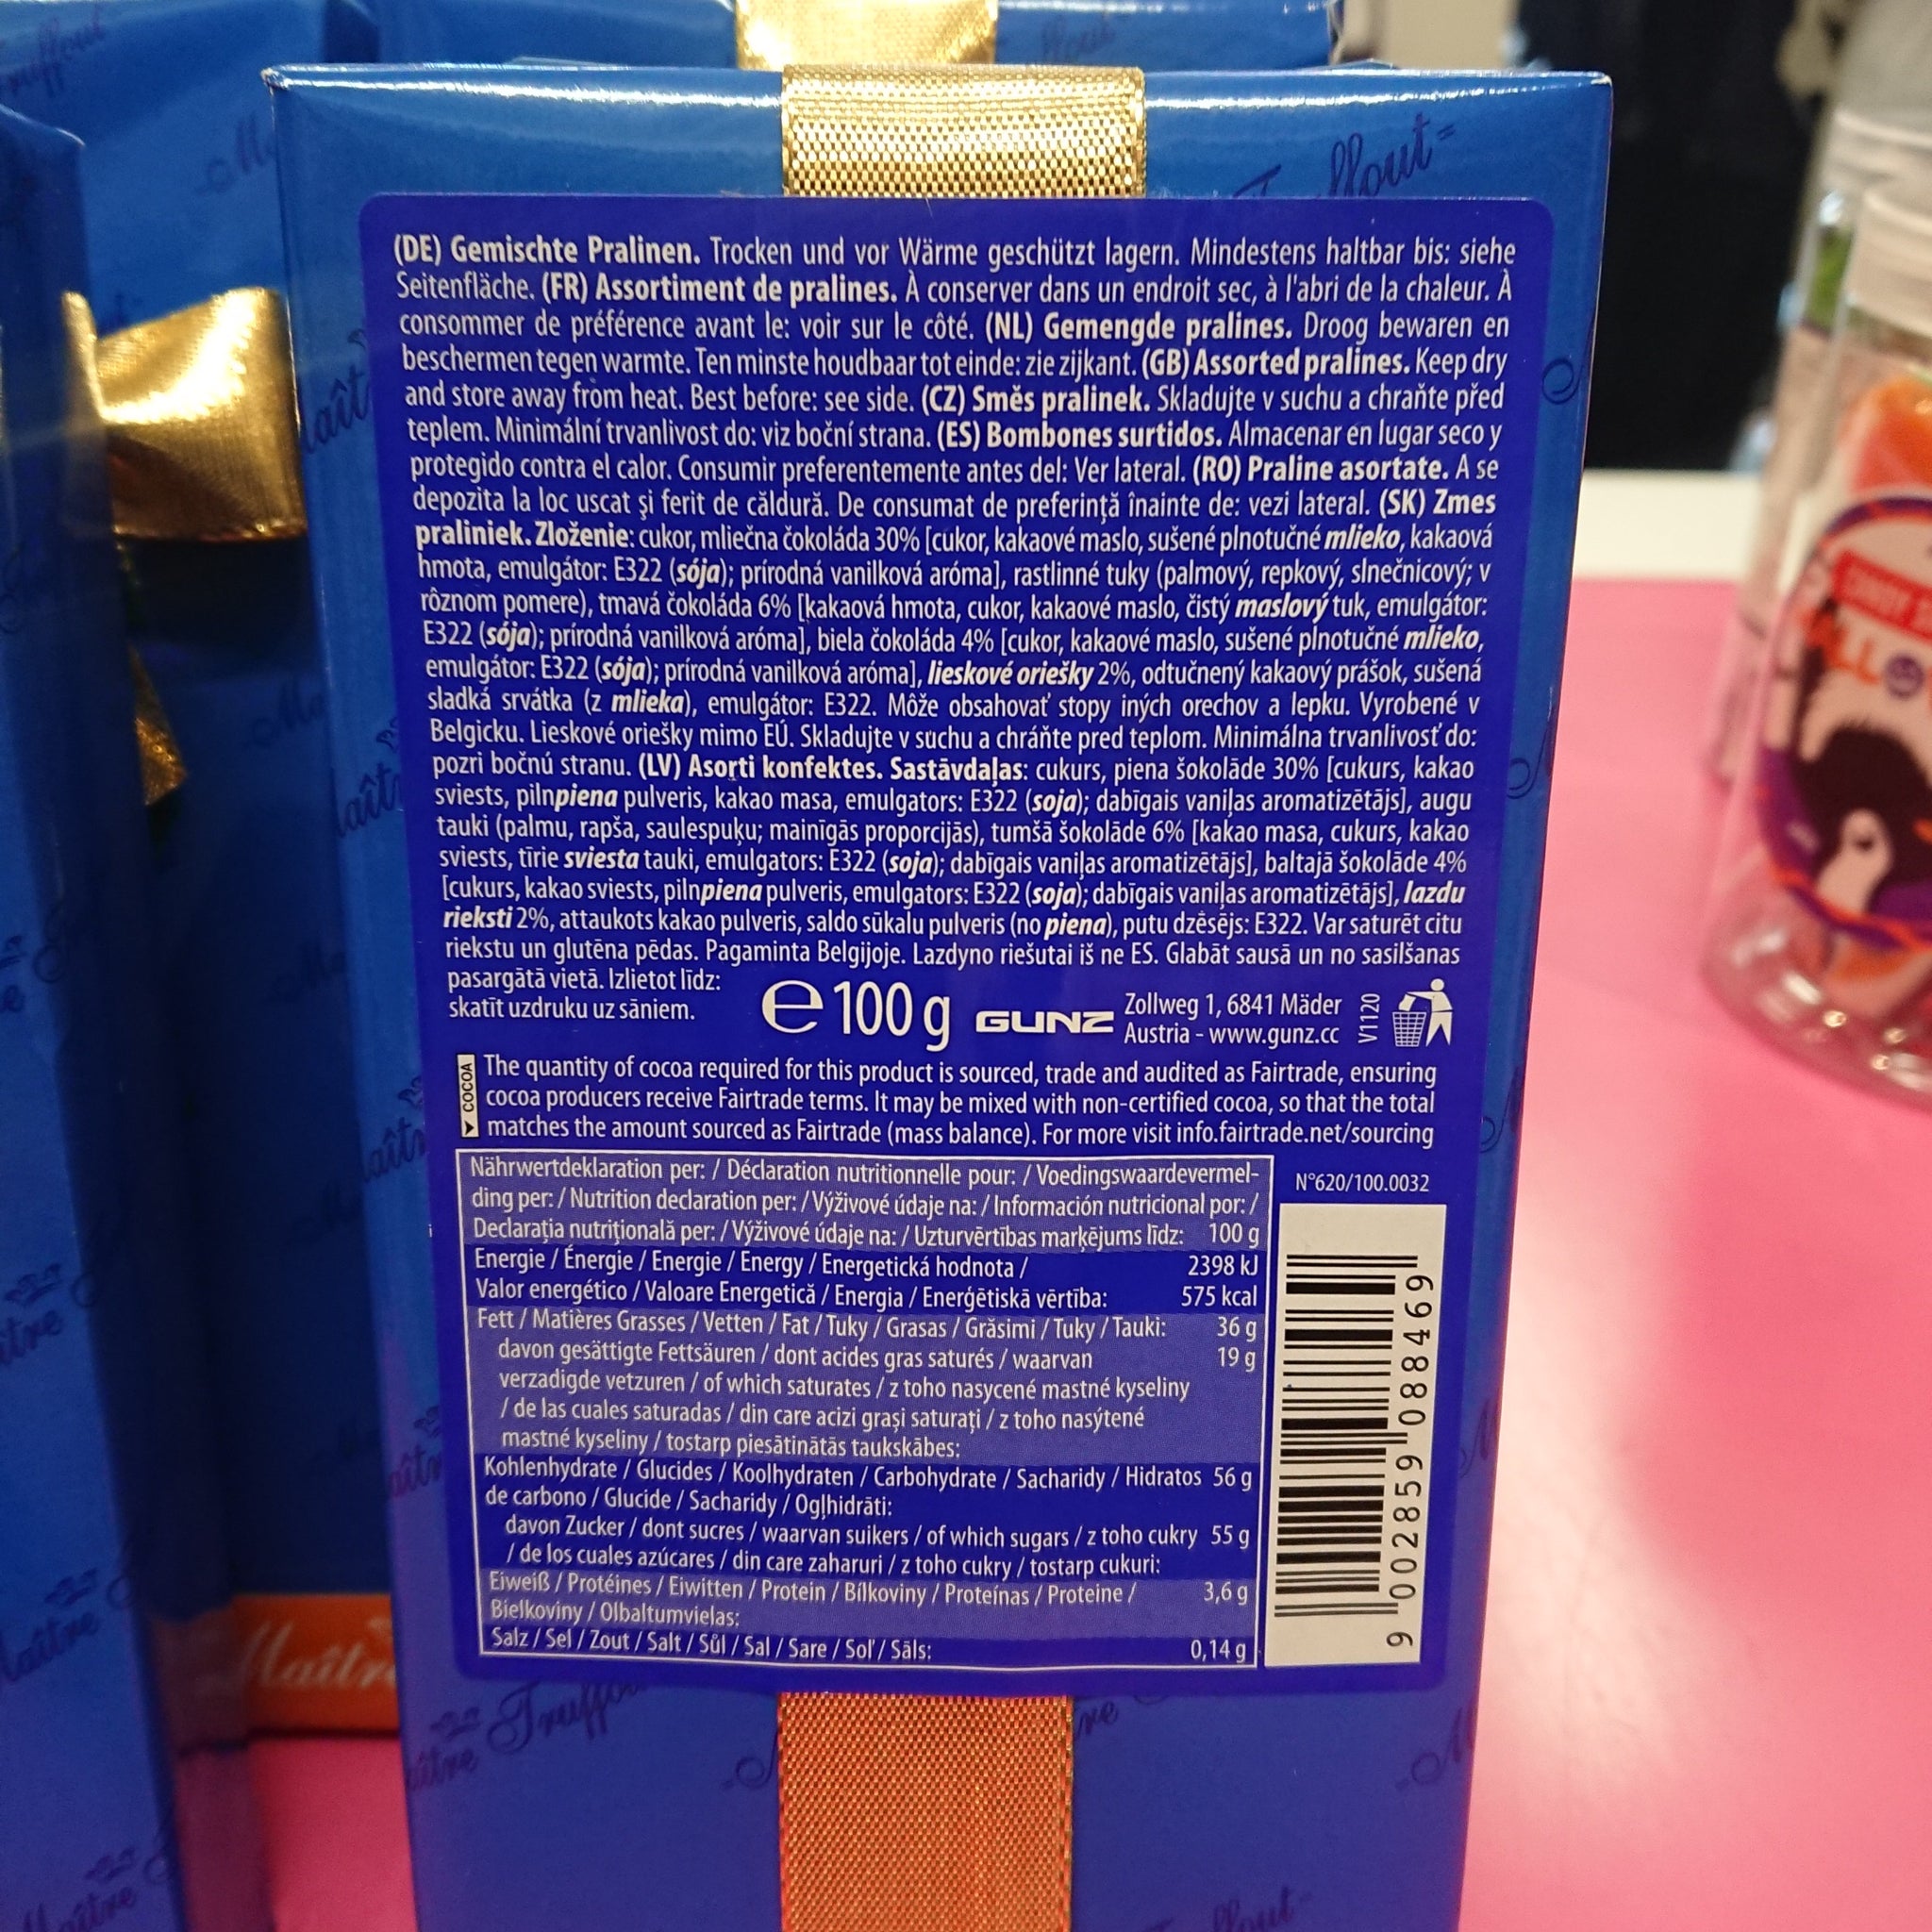 (DE) Gemischte Pralinen. Trocken und vor Wärme geschützt lagern. Mindestens haltbar bis: siehe
Seitenfläche. (FR) Assortiment de pralines. À conserver dans un endroit sec, à l'abri de la chaleur. À
consommer de préférence avant le: voir sur le côté. (NL) Gemengde pralines. Droog bewaren en
beschermen tegen warmte. Ten minste houdbaar tot einde: zie zijkant. (GB) Assorted pralines. Keep dry
and store away from heat. Best before: see side. (CZ) Směs pralinek. Skladujte v suchu a chraňte před
teplem. Minimální trvanlivost do: viz boční strana. (ES) Bombones surtidos. Almacenar en lugar seco y
protegido contra el calor. Consumir preferentemente antes del: Ver lateral. (RO) Praline asortate. A se
depozita la loc uscat şi ferit de căldură. De consumat de preferință înainte de: vezi lateral. (SK) Zmes
praliniek. Zloženie: cukor, mliečna čokoláda 30% [cukor, kakaové maslo, sušené plnotučné mlieko, kakaová
hmota, emulgátor: E322 (sója); prírodná vanilková aróma], rastlinné tuky (palmový, repkový, slnečnicový; v
rôznom pomere), tmavá čokoláda 6% [kakaová hmota, cukor, kakaové maslo, čistý maslový tuk, emulgátor:
E322 (sója); prírodná vanilková aróma], biela čokoláda 4% [cukor, kakaové maslo, sušené plnotučné mlieko,
emulgátor: E322 (sója); prírodná vanilková aróma], lieskové oriešky 2%, odtučnený kakaový prášok, sušená
sladká srvátka (z mlieka), emulgátor: E322. Môže obsahovať stopy iných orechov a lepku. Vyrobené v
Belgicku. Lieskové oriešky mimo EÚ. Skladujte v suchu a chráňte pred teplom. Minimálna trvanlivosť do:
pozri bočnú stranu. (LV) Asorti konfektes. Sastāvdaļas: cukurs, piena šokolāde 30% [cukurs, kakao
sviests, pilnpiena pulveris, kakao masa, emulgators: E322 (soja); dabīgais vaniļas aromatizētājs], augu
tauki (palmu, rapša, saulespuķu; mainīgās proporcijās), tumšā šokolāde 6% [kakao masa, cukurs, kakao
sviests, tīrie sviesta tauki, emulgators: E322 (soja); dabīgais vaniļas aromatizētājs], baltajā šokolāde 4%
[cukurs, kakao sviests, pilnpiena pulveris, emulgators: E322 (soja); dabīgais vaniļas aromatizētājs], lazdu
rieksti 2%, attaukots kakao pulveris, saldo sūkalu pulveris (no piena), putu dzēsējs: E322. Var saturēt citu
riekstu un glutēna pēdas. Pagaminta Belgijoje. Lazdyno riešutai iš ne ES. Glabāt sausā un no sasilšanas
pasargātā vietā. Izlietot līdz:
skatīt uzdruku uz sāniem.
℮ 100 g
GUNZ
Zollweg 1, 6841 Mäder
Austria - www.gunz.cc
V1120
COCOA
The quantity of cocoa required for this product is sourced, trade and audited as Fairtrade, ensuring
cocoa producers receive Fairtrade terms. It may be mixed with non-certified cocoa, so that the total
matches the amount sourced as Fairtrade (mass balance). For more visit info.fairtrade.net/sourcing
Nährwertdeklaration per: / Déclaration nutritionnelle pour: / Voedingswaardevermel-
ding per: / Nutrition declaration per: / Výživové údaje na: / Información nutricional por: /
Declarația nutrițională per: / Výživové údaje na: / Uzturvērtības marķējums līdz: 100 g
Energie / Énergie / Energie / Energy / Energetická hodnota / 2398 kJ
Valor energético / Valoare Energetică / Energia / Enerģētiskā vērtība: 575 kcal
Fett / Matières Grasses / Vetten / Fat / Tuky / Grasas / Grăsimi / Tuky / Tauki: 36 g
davon gesättigte Fettsäuren / dont acides gras saturés / waarvan 19 g
verzadigde vetzuren / of which saturates / z toho nasycené mastné kyseliny
/ de las cuales saturadas / din care acizi grași saturați / z toho nasýtené
mastné kyseliny / tostarp piesātinātās taukskābes:
Kohlenhydrate / Glucides / Koolhydraten / Carbohydrate / Sacharidy / Hidratos 56 g
de carbono / Glucide / Sacharidy / Ogļhidrāti:
davon Zucker / dont sucres / waarvan suikers / of which sugars / z toho cukry 55 g
/ de los cuales azúcares / din care zaharuri / z toho cukry / tostarp cukuri:
Eiweiß / Protéines / Eiwitten / Protein / Bílkoviny / Proteínas / Proteine / 3,6 g
Bielkoviny / Olbaltumvielas:
Salz / Sel / Zout / Salt / Sůl / Sal / Sare / Soľ / Sāls: 0,14 g
N°620/100.0032
9 002859 088469